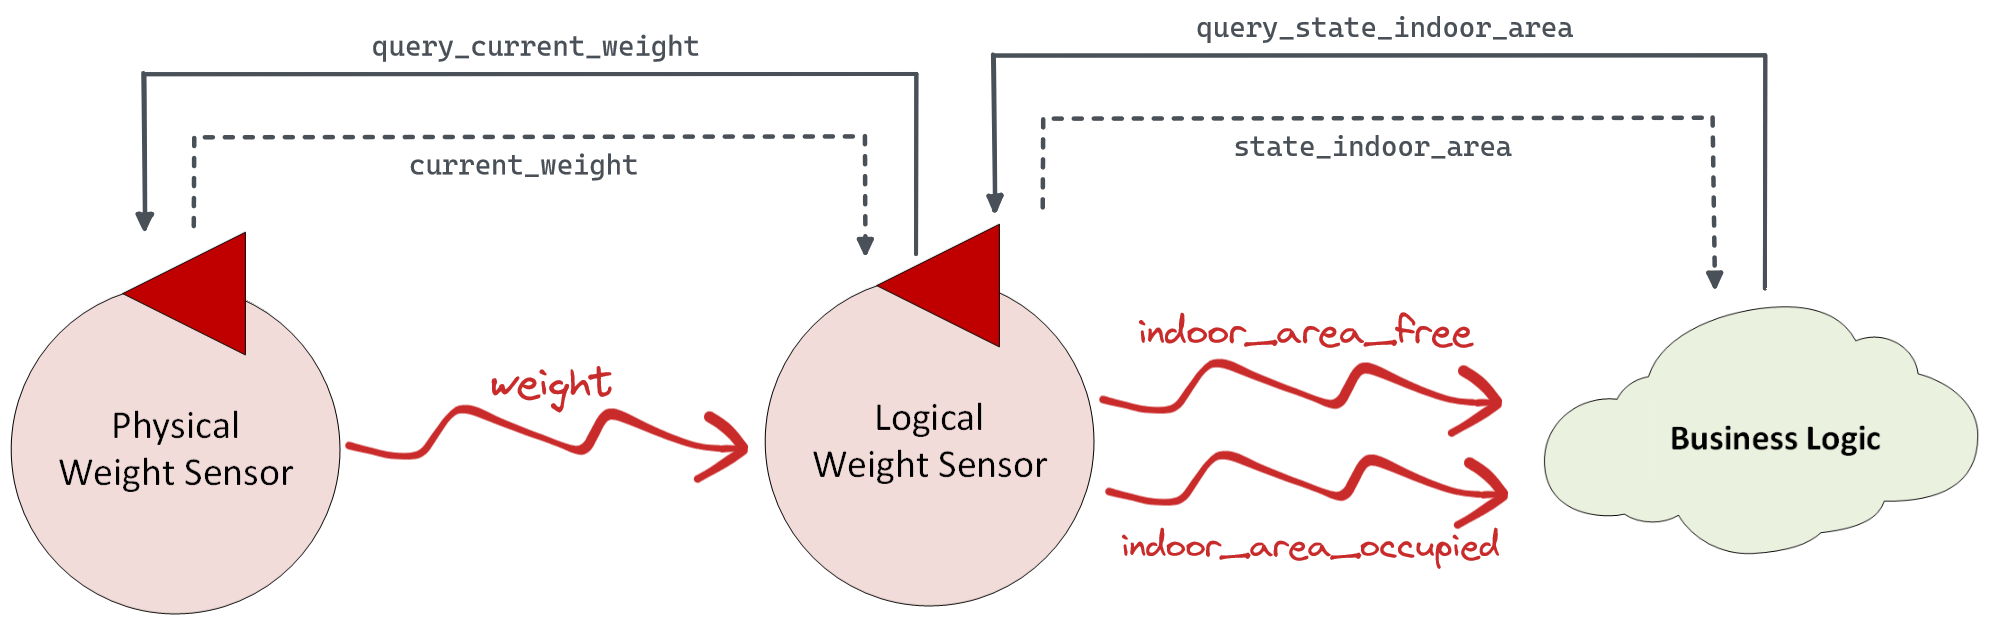 query_current_weight
query_state_indoor_area
current_weight
state_indoor_area
weight
indoor_area_free
Physical
Weight Sensor
Logical
Weight Sensor
Business Logic
indoor_area_occupied